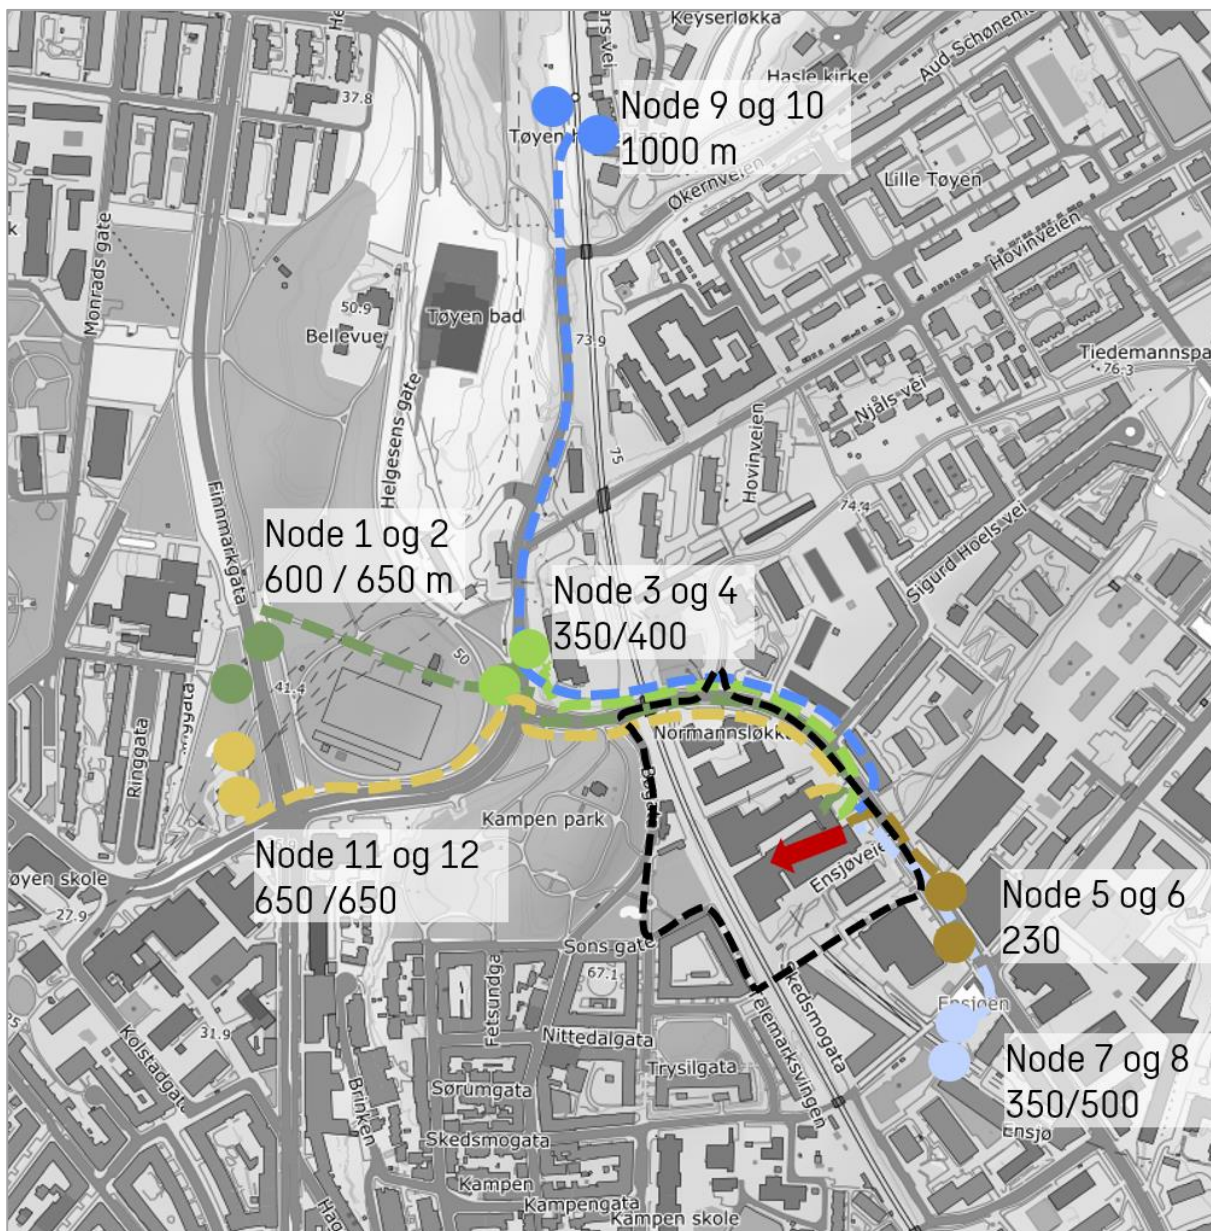 Keyserløkka
Hasle kirke
Aud Schønem
37.8
Node 9 og 10
1000 m
Økernveien
Lille Tøyen
Hovinveien
Monrads gate
50.9
Bellevue
Tøyen bad
73.9
Tiedemannspa
76.3
Njåls vei
Helgesens gate
75
Hovinveien
74.4
Sigurd Hoels vei
Finnmarkgata
Node 1 og 2
600 / 650 m
Node 3 og 4
350/400
50
41.4
Ringgata
Normannsløkka
Kampen park
Ensjøveie
Node 11 og 12
650 /650
Node 5 og 6
230
øyen skole
27.9
Sons gate
67.1
Skedsmogata
Ensjøen
Node 7 og 8
350/500
Ensjø
Fetsundga
Nittedalgata
Telemarksvingen
Trysilgata
31.9
Kolstadgata
Brinken
Sørumgata
Skedsmogata
Kampen
Kampengata
Kampen skole